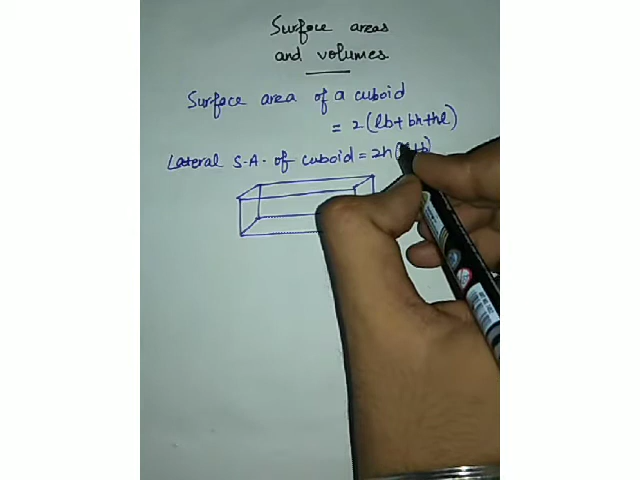 Surface areas
and volumes
Surface area of a cuboid
= 2 (lb + bh + hl)
Lateral S.A. of cuboid = 2h (l+b)